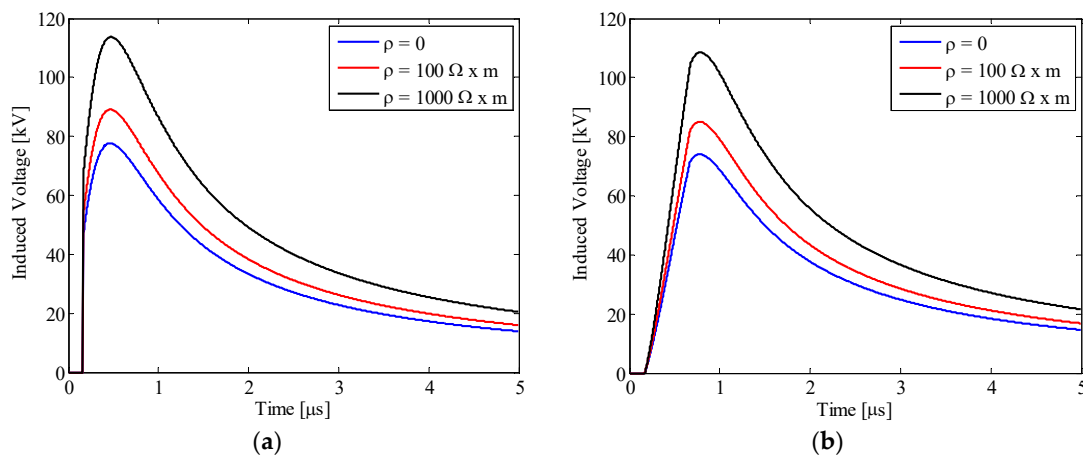 120
100
80
60
40
20
0
Induced Voltage [kV]
ρ = 0
ρ = 100 Ω x m
ρ = 1000 Ω x m
0 1 2 3 4 5
Time [μs]
(a)
120
100
80
60
40
20
0
Induced Voltage [kV]
ρ = 0
ρ = 100 Ω x m
ρ = 1000 Ω x m
0 1 2 3 4 5
Time [μs]
(b)